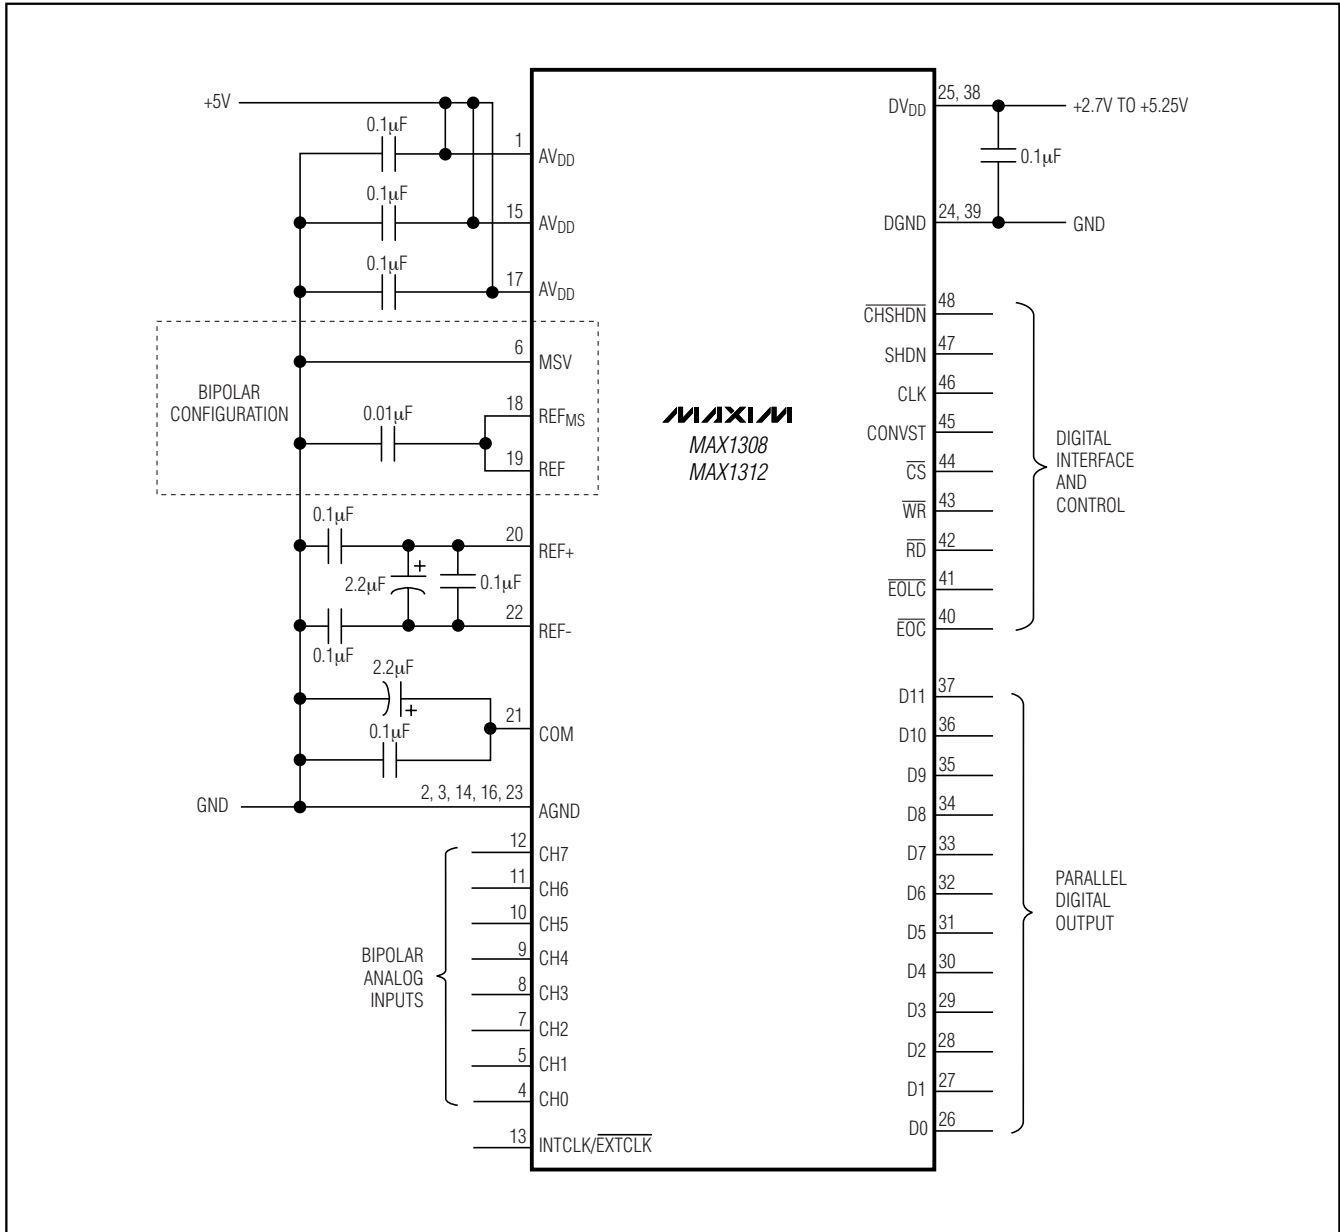 +5V
0.1µF
1
AVDD
0.1µF
15
AVDD
0.1µF
17
AVDD
BIPOLAR
CONFIGURATION
6
MSV
0.01µF
18
REFMS
19
REF
0.1µF
20
REF+
2.2µF
+
0.1µF
22
REF-
0.1µF
2.2µF
+
21
COM
0.1µF
GND
2, 3, 14, 16, 23
AGND
BIPOLAR
ANALOG
INPUTS
12
CH7
11
CH6
10
CH5
9
CH4
8
CH3
7
CH2
5
CH1
4
CH0
13
INTCLK/EXTCLK
MAXIM
MAX1308
MAX1312
DVDD
25, 38
+2.7V TO +5.25V
0.1µF
DGND
24, 39
GND
CHSHDN
48
SHDN
47
CLK
46
CONVST
45
CS
44
WR
43
RD
42
EOLC
41
EOC
40
DIGITAL
INTERFACE
AND
CONTROL
D11
37
D10
36
D9
35
D8
34
D7
33
D6
32
D5
31
D4
30
D3
29
D2
28
D1
27
D0
26
PARALLEL
DIGITAL
OUTPUT